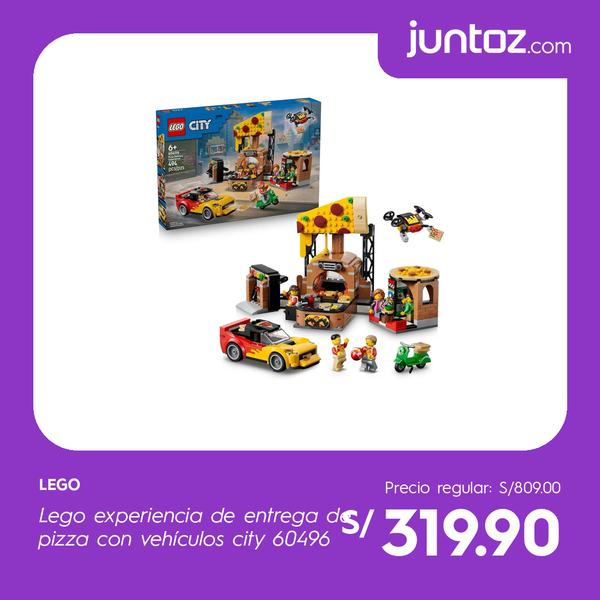 juntoz.com
LEGO CITY
6+
494
LEGO
Precio regular: S/809.00
Lego experiencia de entrega de
pizza con vehículos city 60496
S/ 319.90